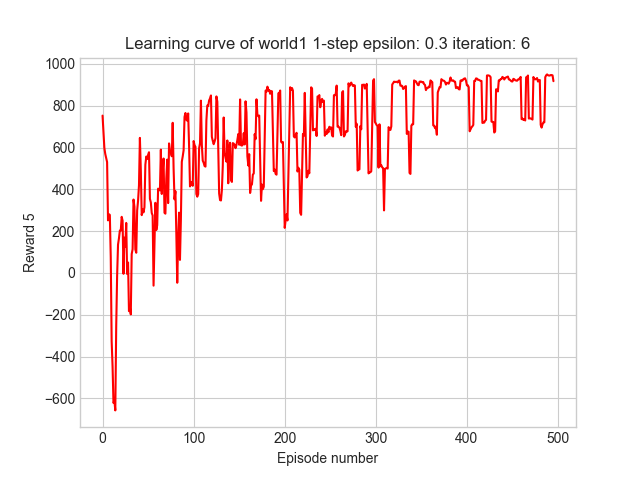 Learning curve of world1 1-step epsilon: 0.3 iteration: 6
1000
800
600
400
200
0
−200
−400
−600
Reward 5
0 100 200 300 400 500
Episode number